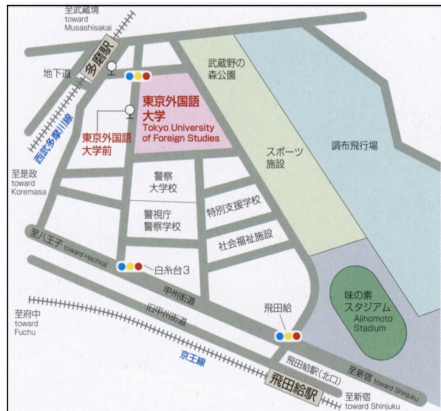 至武蔵境
toward
Musashisakai
多磨駅
地下道
武蔵野の
森公園
東京外国語
大学
Tokyo University
of Foreign Studies
東京外国語
大学前
西武多摩川線
調布飛行場
スポーツ
施設
至是政
toward
Koremasa
警察
大学校
特別支援学校
警視庁
警察学校
社会福祉施設
至八王子 toward Hachioji
白糸台3
甲州街道
味の素
スタジアム
Ajinomoto
Stadium
旧甲州街道
飛田給
至府中
toward
Fuchu
京王線
飛田給駅(北口)
至新宿 toward Shinjuku
飛田給駅
至新宿
toward Shinjuku